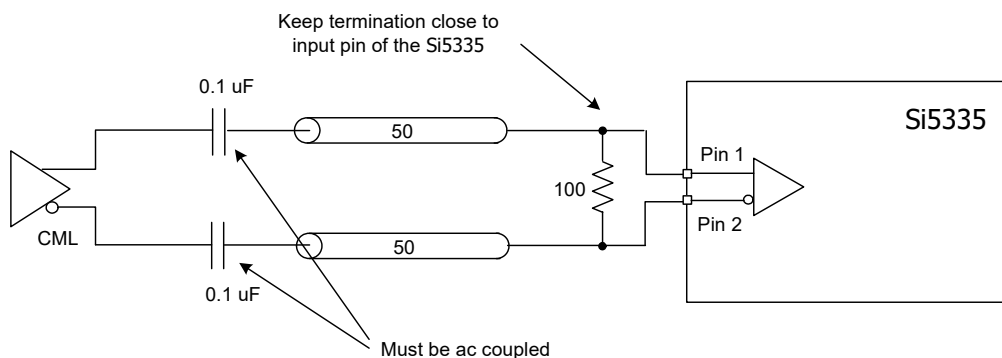 Keep termination close to
input pin of the Si5335
0.1 uF
50
Si5335
Pin 1
100
Pin 2
CML
50
0.1 uF
Must be ac coupled